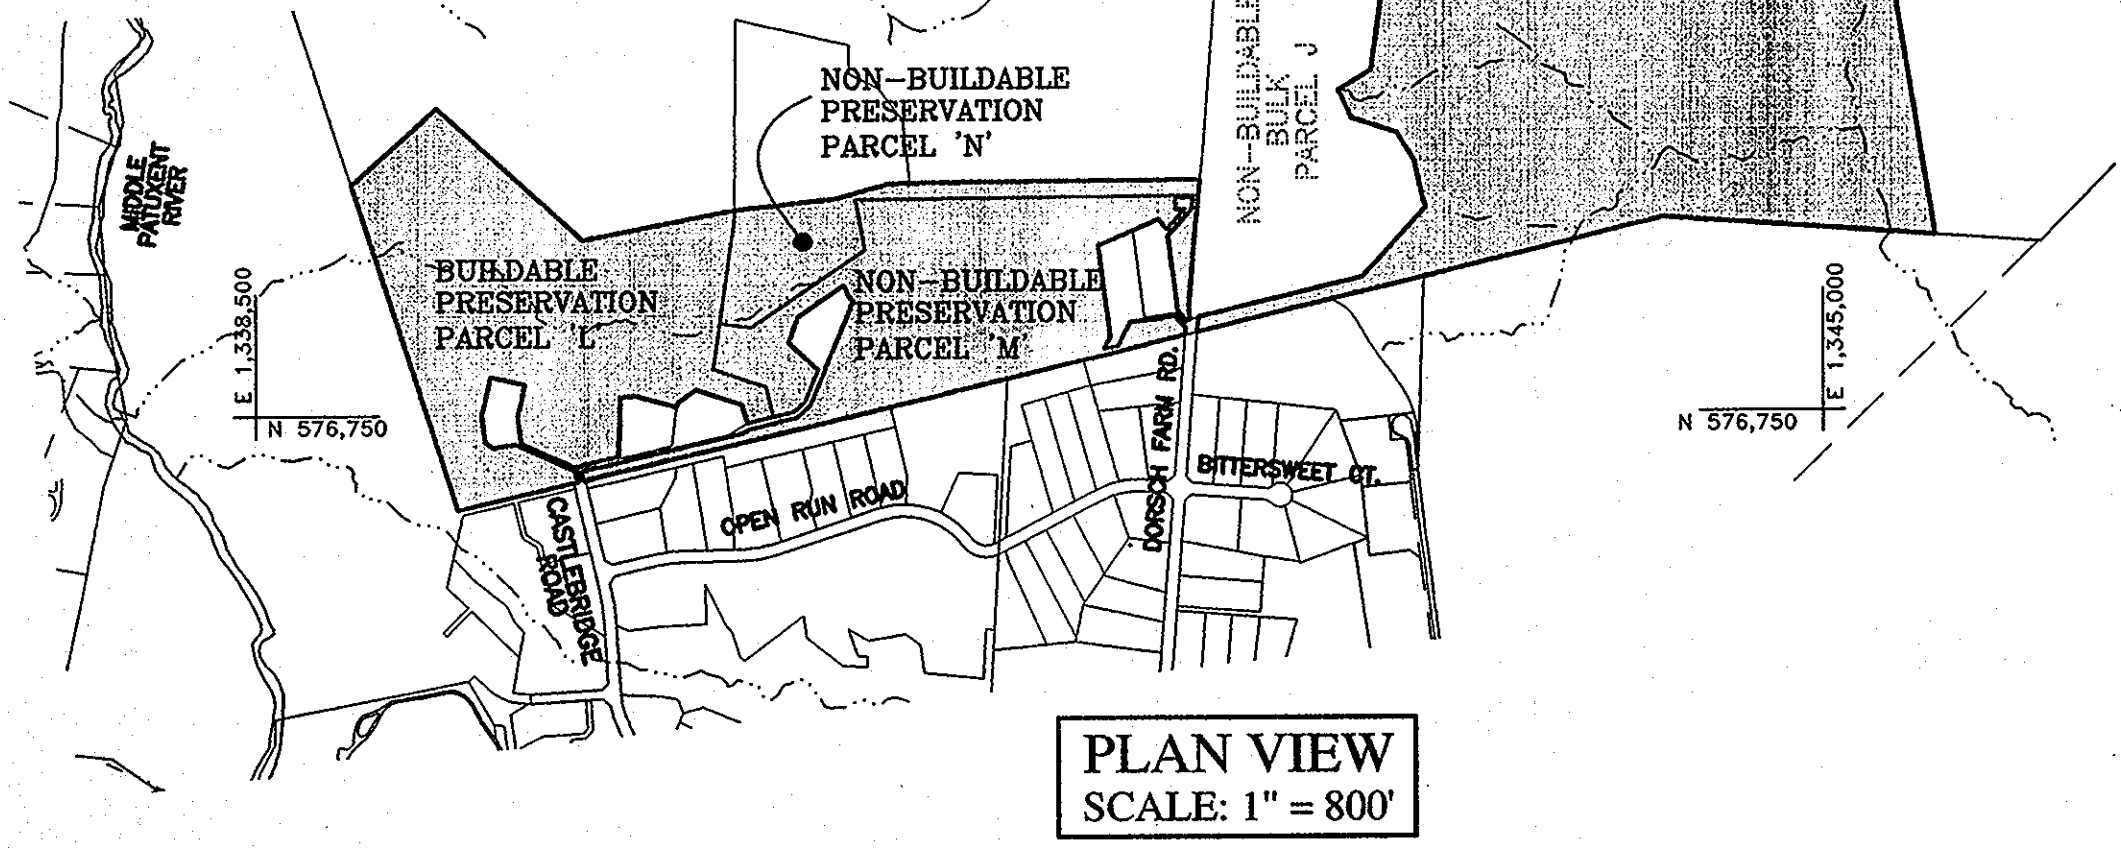 NON-BUILDABLE
PRESERVATION
PARCEL 'N'
NON-BUILDABLE
BULK
PARCEL J
MIDDLE
PATUXENT
RIVER
BUILDABLE
PRESERVATION
PARCEL 'L'
NON-BUILDABLE
PRESERVATION
PARCEL 'M'
E 1,338,500
N 576,750
E 1,345,000
N 576,750
DORSCH FARM RD.
BITTERSWEET CT.
OPEN RUN ROAD
CASTLEBRIDGE
ROAD
PLAN VIEW
SCALE: 1" = 800'